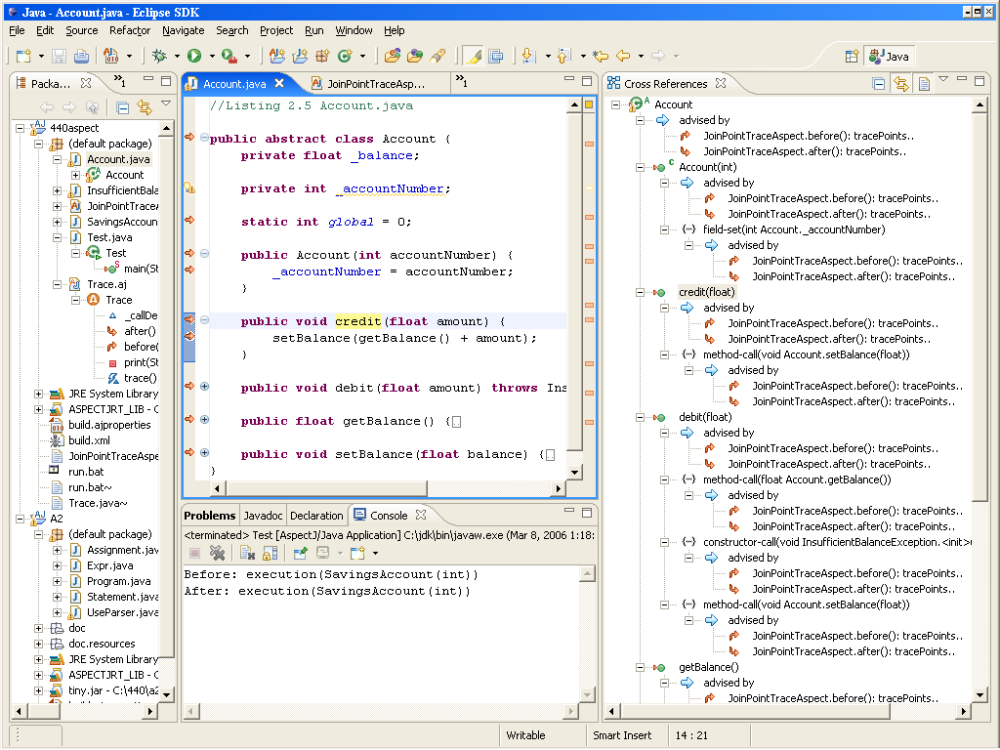 Java - Account.java - Eclipse SDK
File Edit Source Refactor Navigate Search Project Run Window Help
Java
Packa...
1
440aspect
(default package)
Account.java
Account
InsufficientBala
JoinPointTraceA
SavingsAccoun
Test.java
Test
main(St
Trace.aj
Trace
_callDe
after()
before(
print(St
trace()
JRE System Library
ASPECTJRT_LIB - C
build.ajproperties
build.xml
JoinPointTraceAspe
run.bat
run.bat~
Trace.java~
A2
(default package)
Assignment.jav
Expr.java
Program.java
Statement.java
UseParser.java
doc
doc.resources
JRE System Library
ASPECTJRT_LIB - C
tiny.jar - C:\440\a2
Account.java
JoinPointTraceAsp...
1
//Listing 2.5 Account.java
public abstract class Account {
private float _balance;
private int _accountNumber;
static int global = 0;
public Account(int accountNumber) {
_accountNumber = accountNumber;
}
public void credit(float amount) {
setBalance(getBalance() + amount);
}
public void debit(float amount) throws Ins
public float getBalance() {
public void setBalance(float balance) {
}
Problems Javadoc Declaration Console
<terminated> Test [AspectJ/Java Application] C:\jdk\bin\javaw.exe (Mar 8, 2006 1:18:
Before: execution(SavingsAccount(int))
After: execution(SavingsAccount(int))
Cross References
Account
advised by
JoinPointTraceAspect.before(): tracePoints..
JoinPointTraceAspect.after(): tracePoints..
Account(int)
advised by
JoinPointTraceAspect.before(): tracePoints..
JoinPointTraceAspect.after(): tracePoints..
field-set(int Account._accountNumber)
advised by
JoinPointTraceAspect.before(): tracePoints..
JoinPointTraceAspect.after(): tracePoints..
credit(float)
advised by
JoinPointTraceAspect.before(): tracePoints..
JoinPointTraceAspect.after(): tracePoints..
method-call(void Account.setBalance(float))
advised by
JoinPointTraceAspect.before(): tracePoints..
JoinPointTraceAspect.after(): tracePoints..
debit(float)
advised by
JoinPointTraceAspect.before(): tracePoints..
JoinPointTraceAspect.after(): tracePoints..
method-call(float Account.getBalance())
advised by
JoinPointTraceAspect.before(): tracePoints..
JoinPointTraceAspect.after(): tracePoints..
constructor-call(void InsufficientBalanceException.<init>(
advised by
JoinPointTraceAspect.before(): tracePoints..
JoinPointTraceAspect.after(): tracePoints..
method-call(void Account.setBalance(float))
advised by
JoinPointTraceAspect.before(): tracePoints..
JoinPointTraceAspect.after(): tracePoints..
getBalance()
advised by
JoinPointTraceAspect.before(): tracePoints..
Writable
Smart Insert
14 : 21